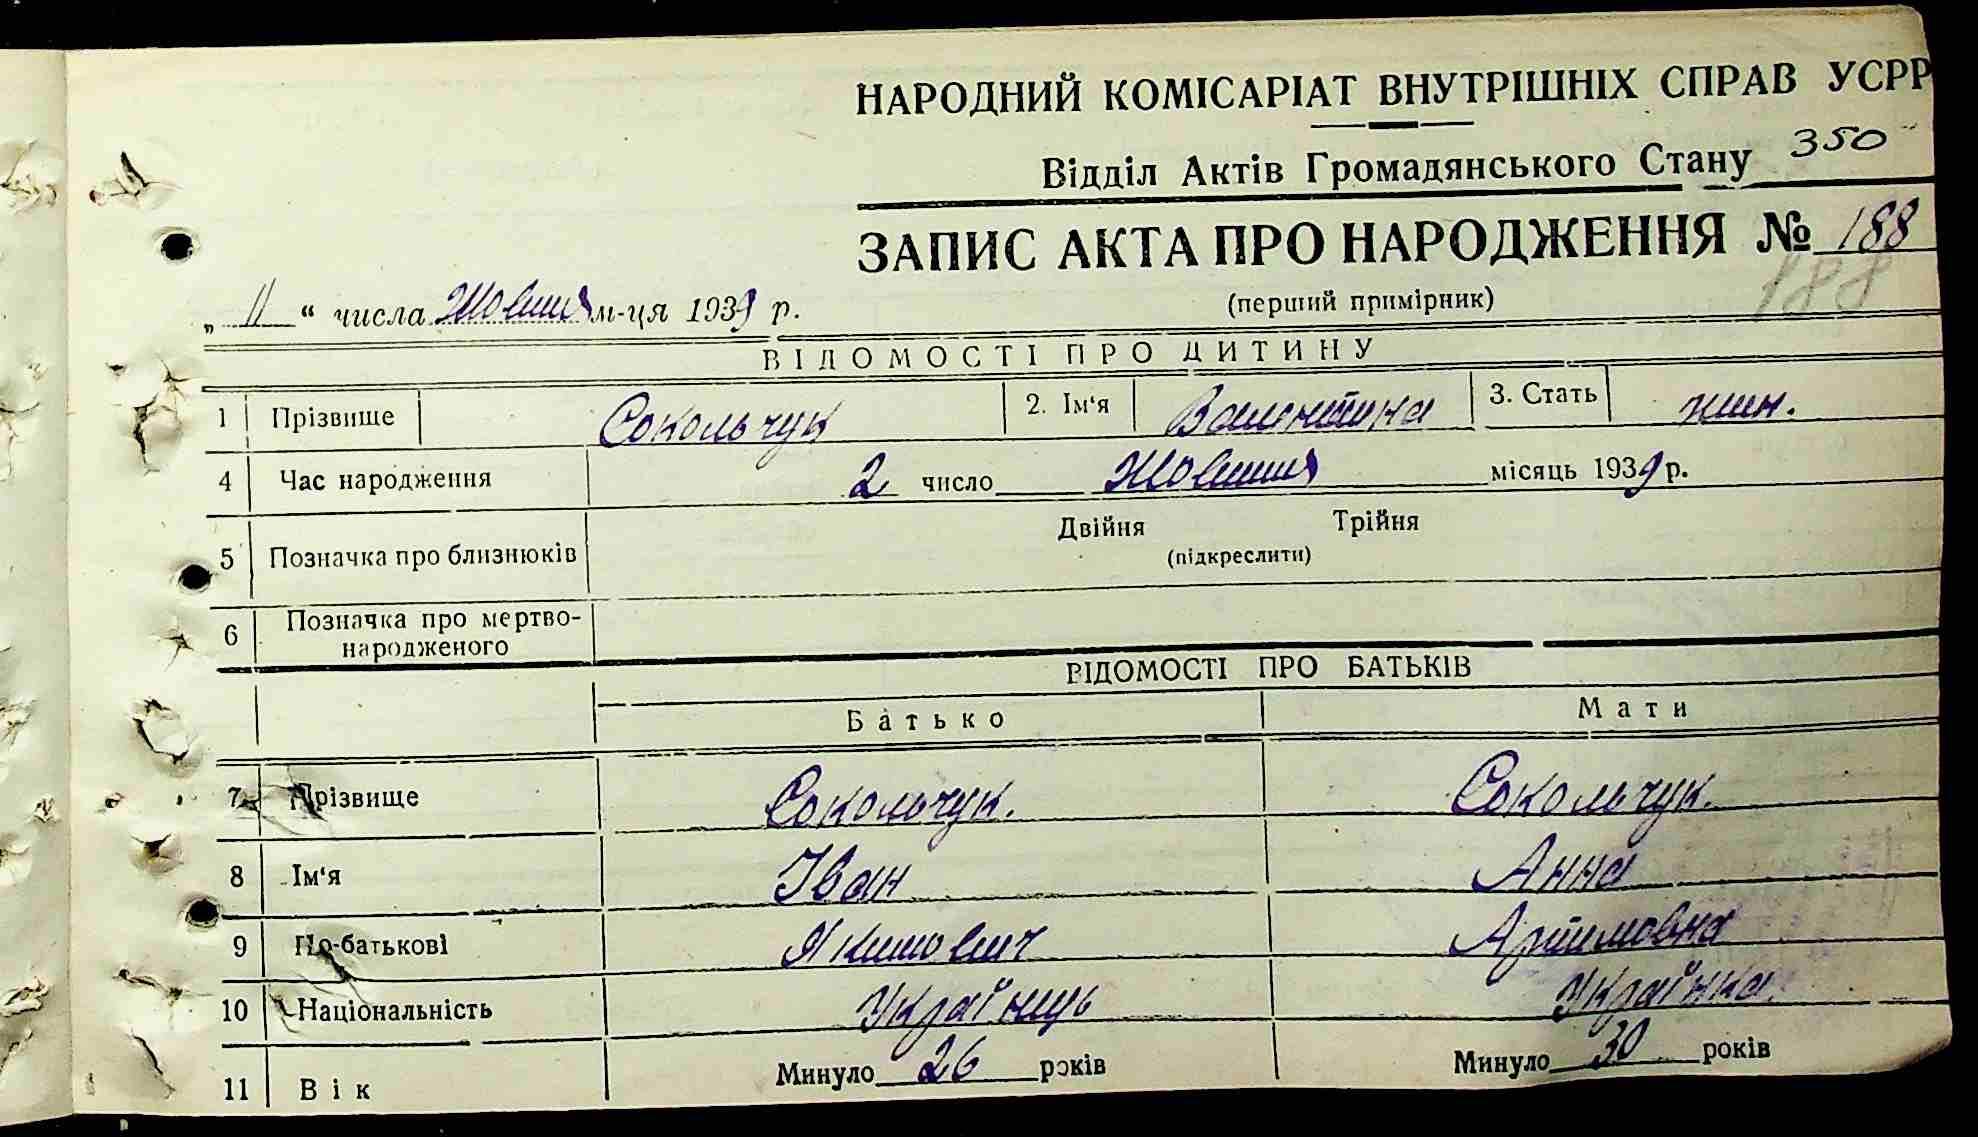 НАРОДНИЙ КОМІСАРІАТ ВНУТРІШНІХ СПРАВ УСРР
Відділ Актів Громадянського Стану 350
ЗАПИС АКТА ПРО НАРОДЖЕННЯ № 188
188
„ 11 “ числа Жовтня м-ця 1939 р.
(перший примірник)
ВІДОМОСТІ ПРО ДИТИНУ
1 Прізвище Сокольчук 2. Ім‘я Валентина 3. Стать жін.
4 Час народження 2 число Жовтня місяць 1939 р.
5 Позначка про близнюків Двійня Трійня
(підкреслити)
6 Позначка про мертво-
народженого
ВІДОМОСТІ ПРО БАТЬКІВ
Батько Мати
7 Прізвище Сокольчук. Сокольчук.
8 Ім‘я Іван Анна
9 По-батькові Якимович Артимовна
10 Національність Українець Українка
11 Вік Минуло 26 років Минуло 30 років